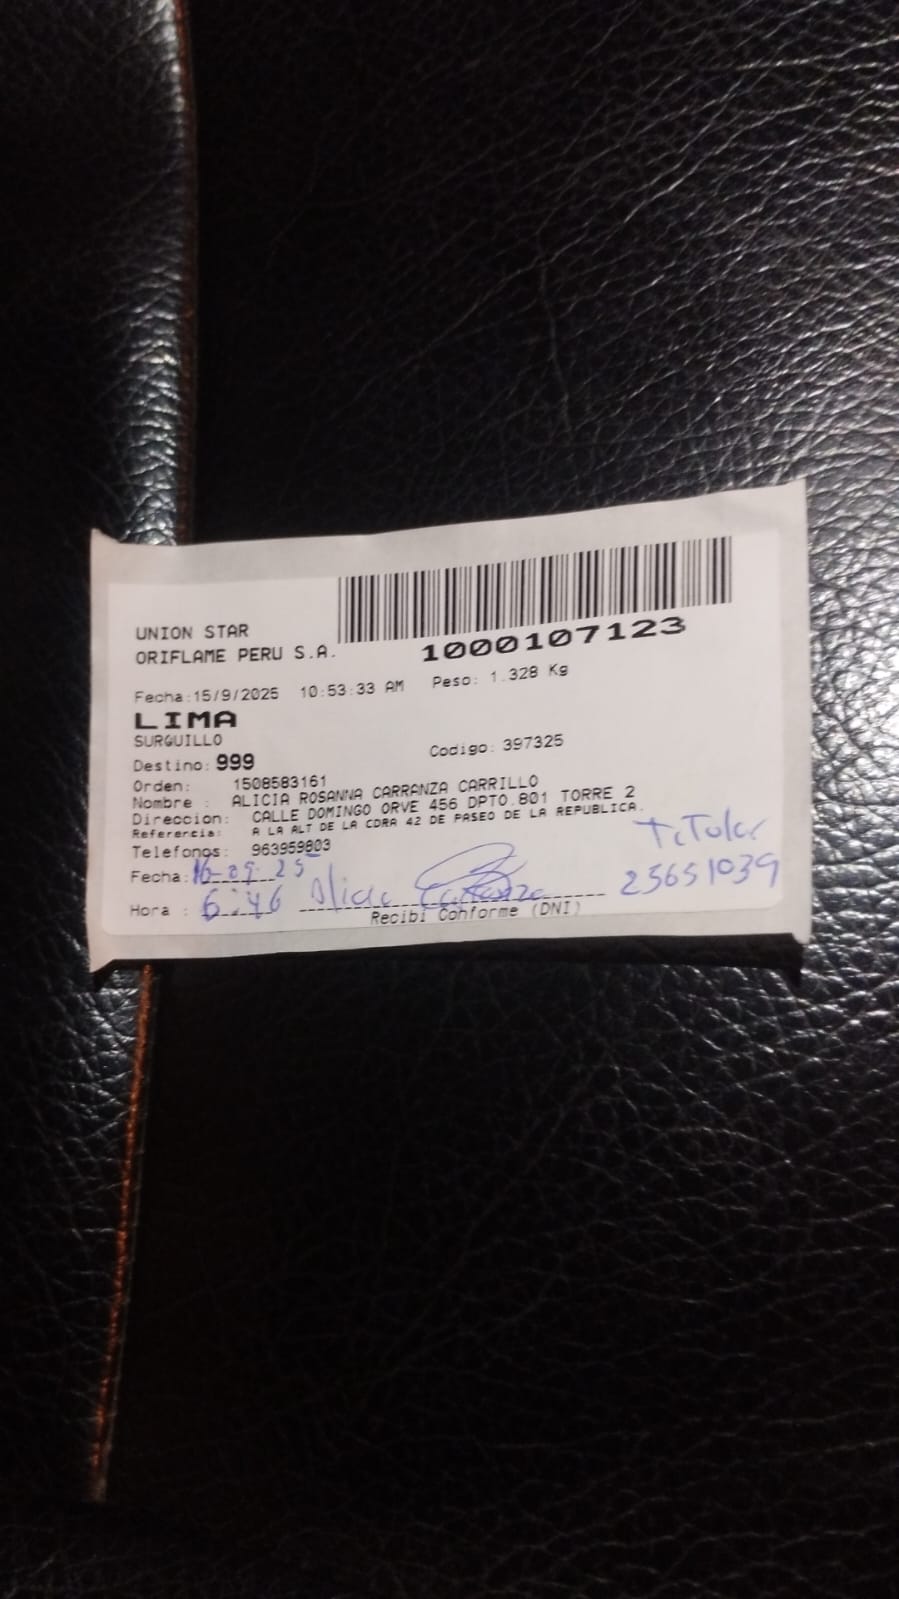 UNION STAR
ORIFLAME PERU S.A.
1000107123
Fecha:15/9/2025 10:53:33 AM Peso: 1.328 Kg
LIMA
SURQUILLO
Destino: 999 Codigo: 397325
Orden: 1508583161
Nombre : ALICIA ROSANNA CARRANZA CARRILLO
Direccion: CALLE DOMINGO ORVE 456 DPTO.801 TORRE 2
Referencia: A LA ALT DE LA CDRA 42 DE PASEO DE LA REPUBLICA.
Telefonos: 963959803
Titular
Fecha: 16-09-25
25651039
Hora : 6:46 Alicia Carranza
Recibi Conforme (DNI)